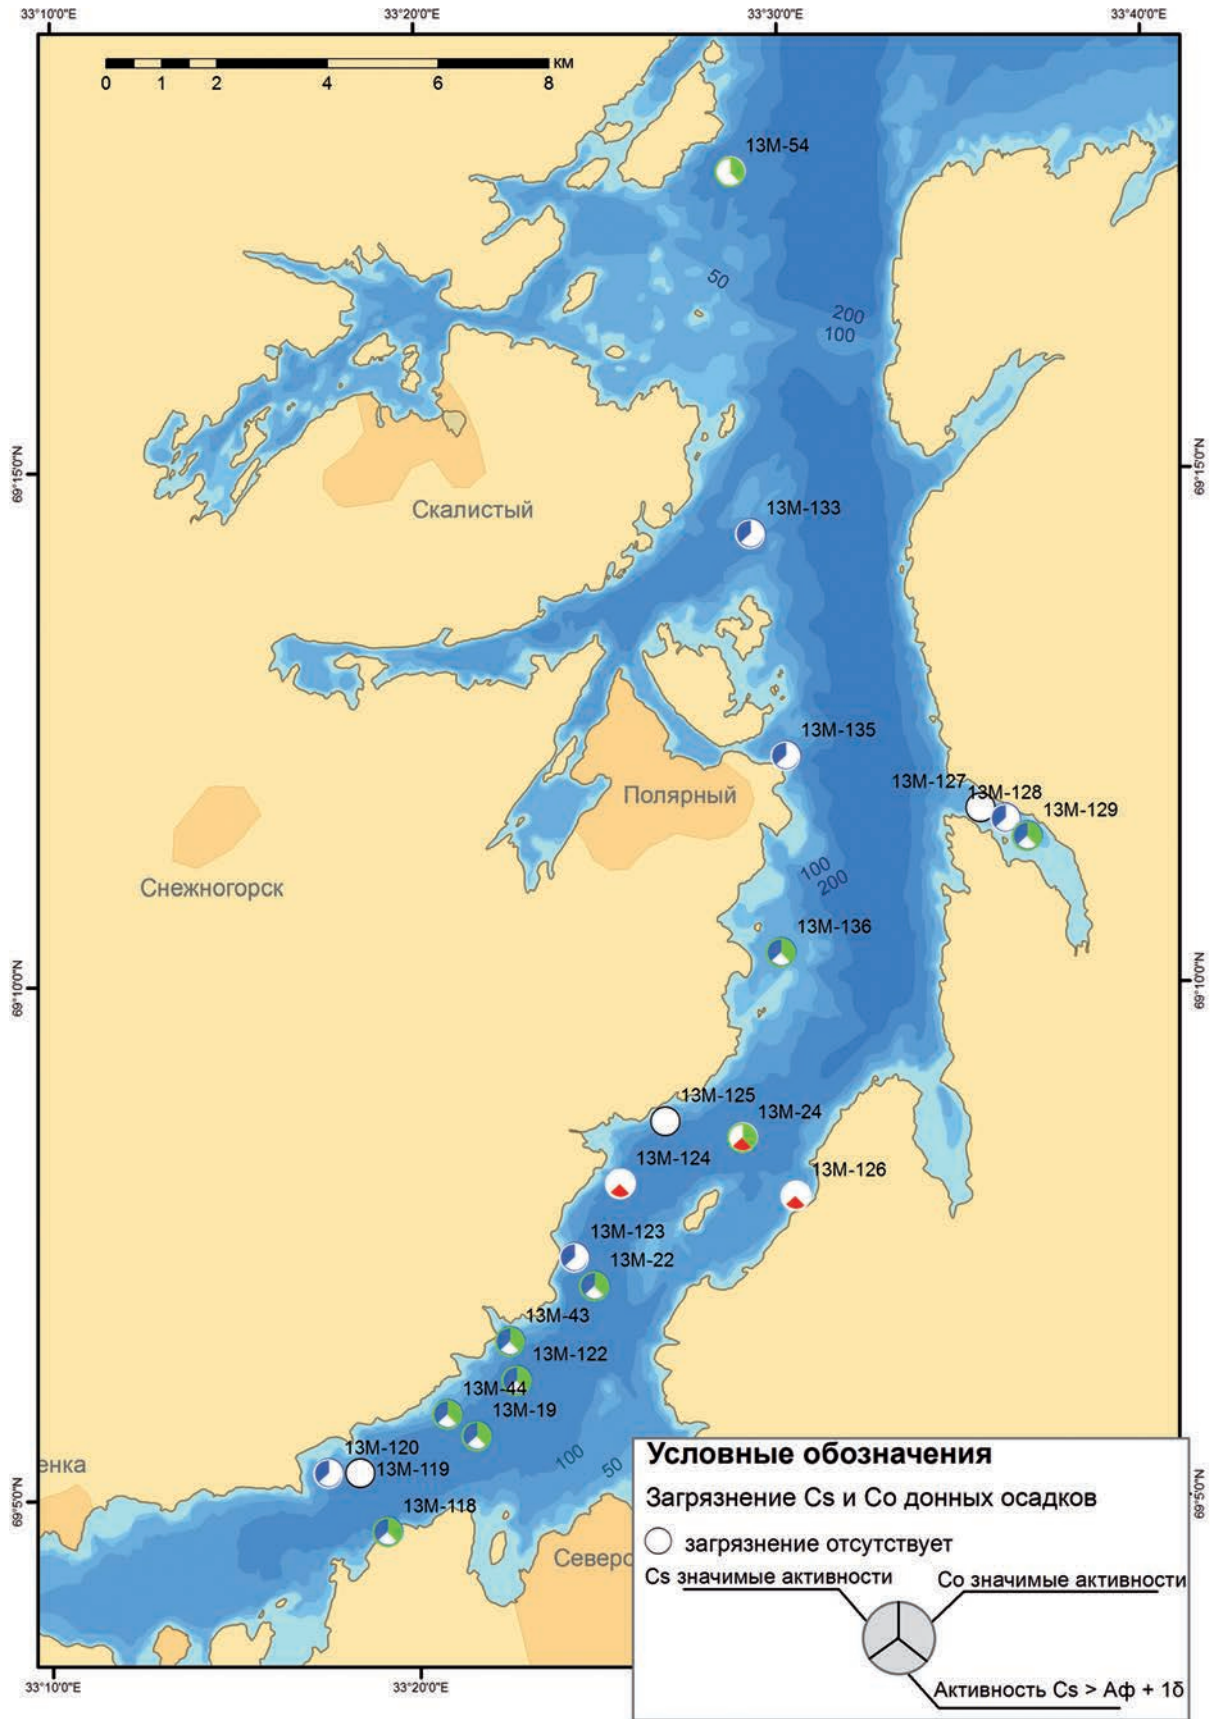 33°10'0"E 33°20'0"E 33°30'0"E 33°40'0"E
0 1 2 4 6 8 км
13М-54
50
200
100
69°15'0"N 69°15'0"N
Скалистый
13М-133
13М-135
Полярный
13М-127
13М-128
13М-129
Снежногорск
100
200
13М-136
69°10'0"N 69°10'0"N
13М-125
13М-24
13М-124
13М-126
13М-123
13М-22
13М-43
13М-122
13М-44
13М-19
13М-120
13М-119
100
50
енка
69°5'0"N 69°5'0"N
13М-118
Северо
Условные обозначения
Загрязнение Cs и Co донных осадков
загрязнение отсутствует
Cs значимые активности
Co значимые активности
Активность Cs > Аф + 1δ
33°10'0"E 33°20'0"E